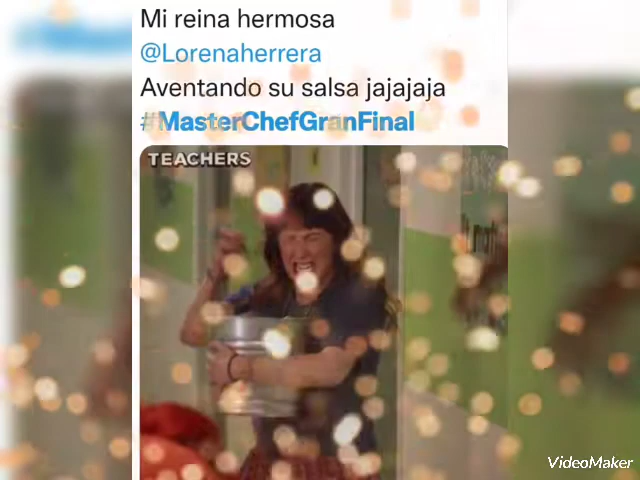 Mi reina hermosa
@Lorenaherrera
Aventando su salsa jajajaja
#MasterChefGranFinal
TEACHERS
VideoMaker